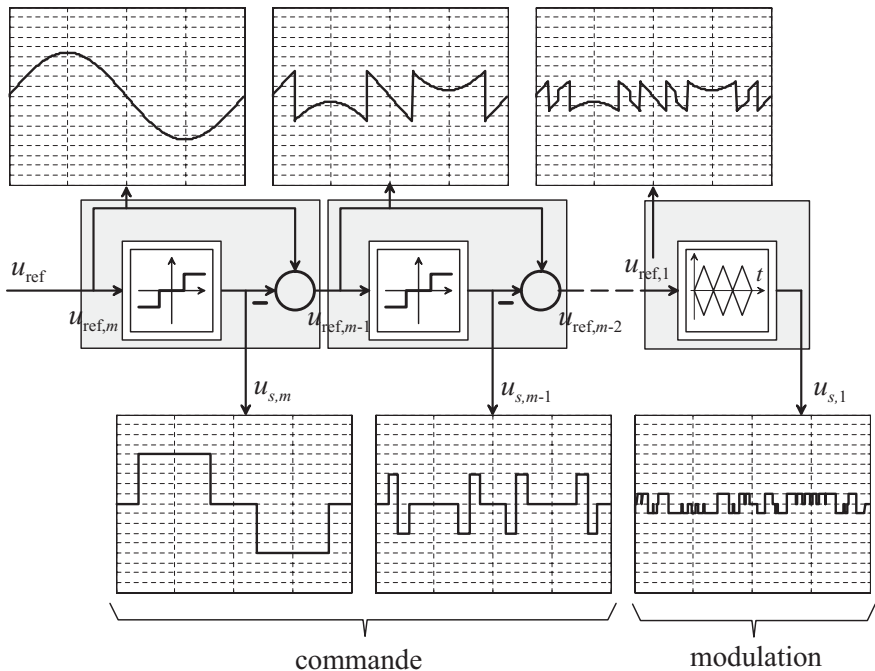 u_ref
u_ref,m
u_ref,m-1
u_ref,m-2
u_ref,1
t
u_s,m
u_s,m-1
u_s,1
commande
modulation